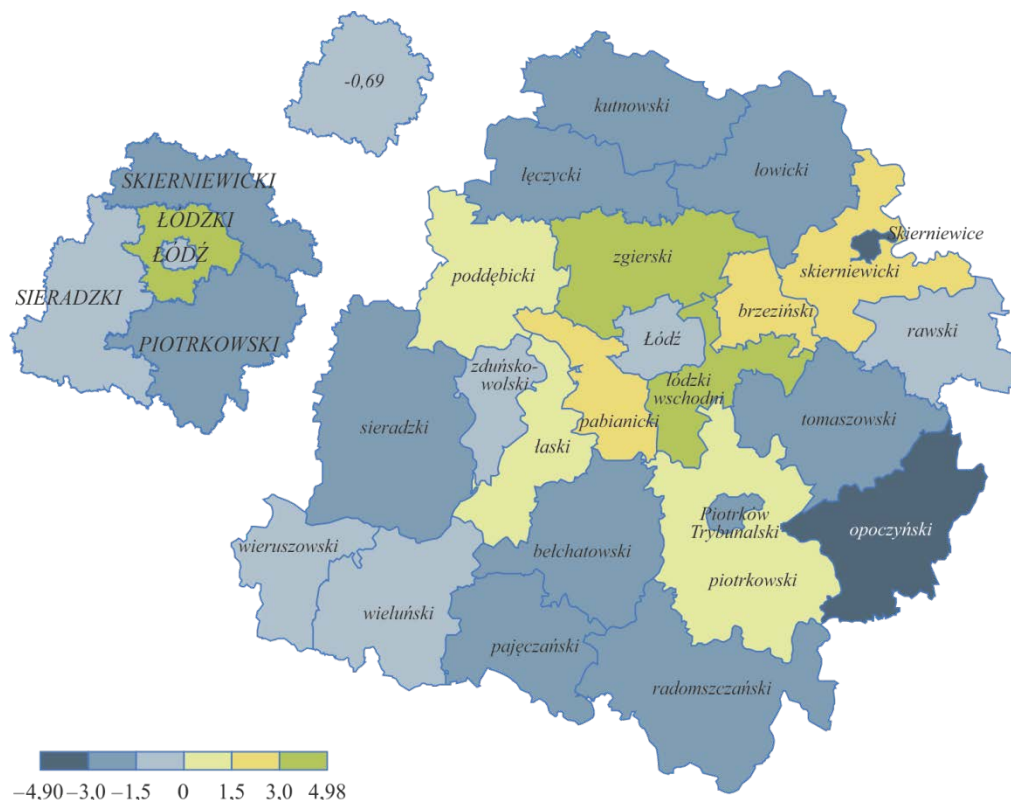 -0,69
SKIERNIEWICKI
ŁÓDZKI
ŁÓDŹ
SIERADZKI
PIOTRKOWSKI
kutnowski
łęczycki
łowicki
Skierniewice
zgierski
skierniewicki
poddębicki
brzeziński
rawski
Łódź
zduńsko-
wolski
łódzki
wschodni
sieradzki
pabianicki
tomaszowski
łaski
Piotrków
Trybunalski
opoczyński
wieruszowski
bełchatowski
piotrkowski
wieluński
pajęczański
radomszczański
–4,90 –3,0 –1,5 0 1,5 3,0 4,98